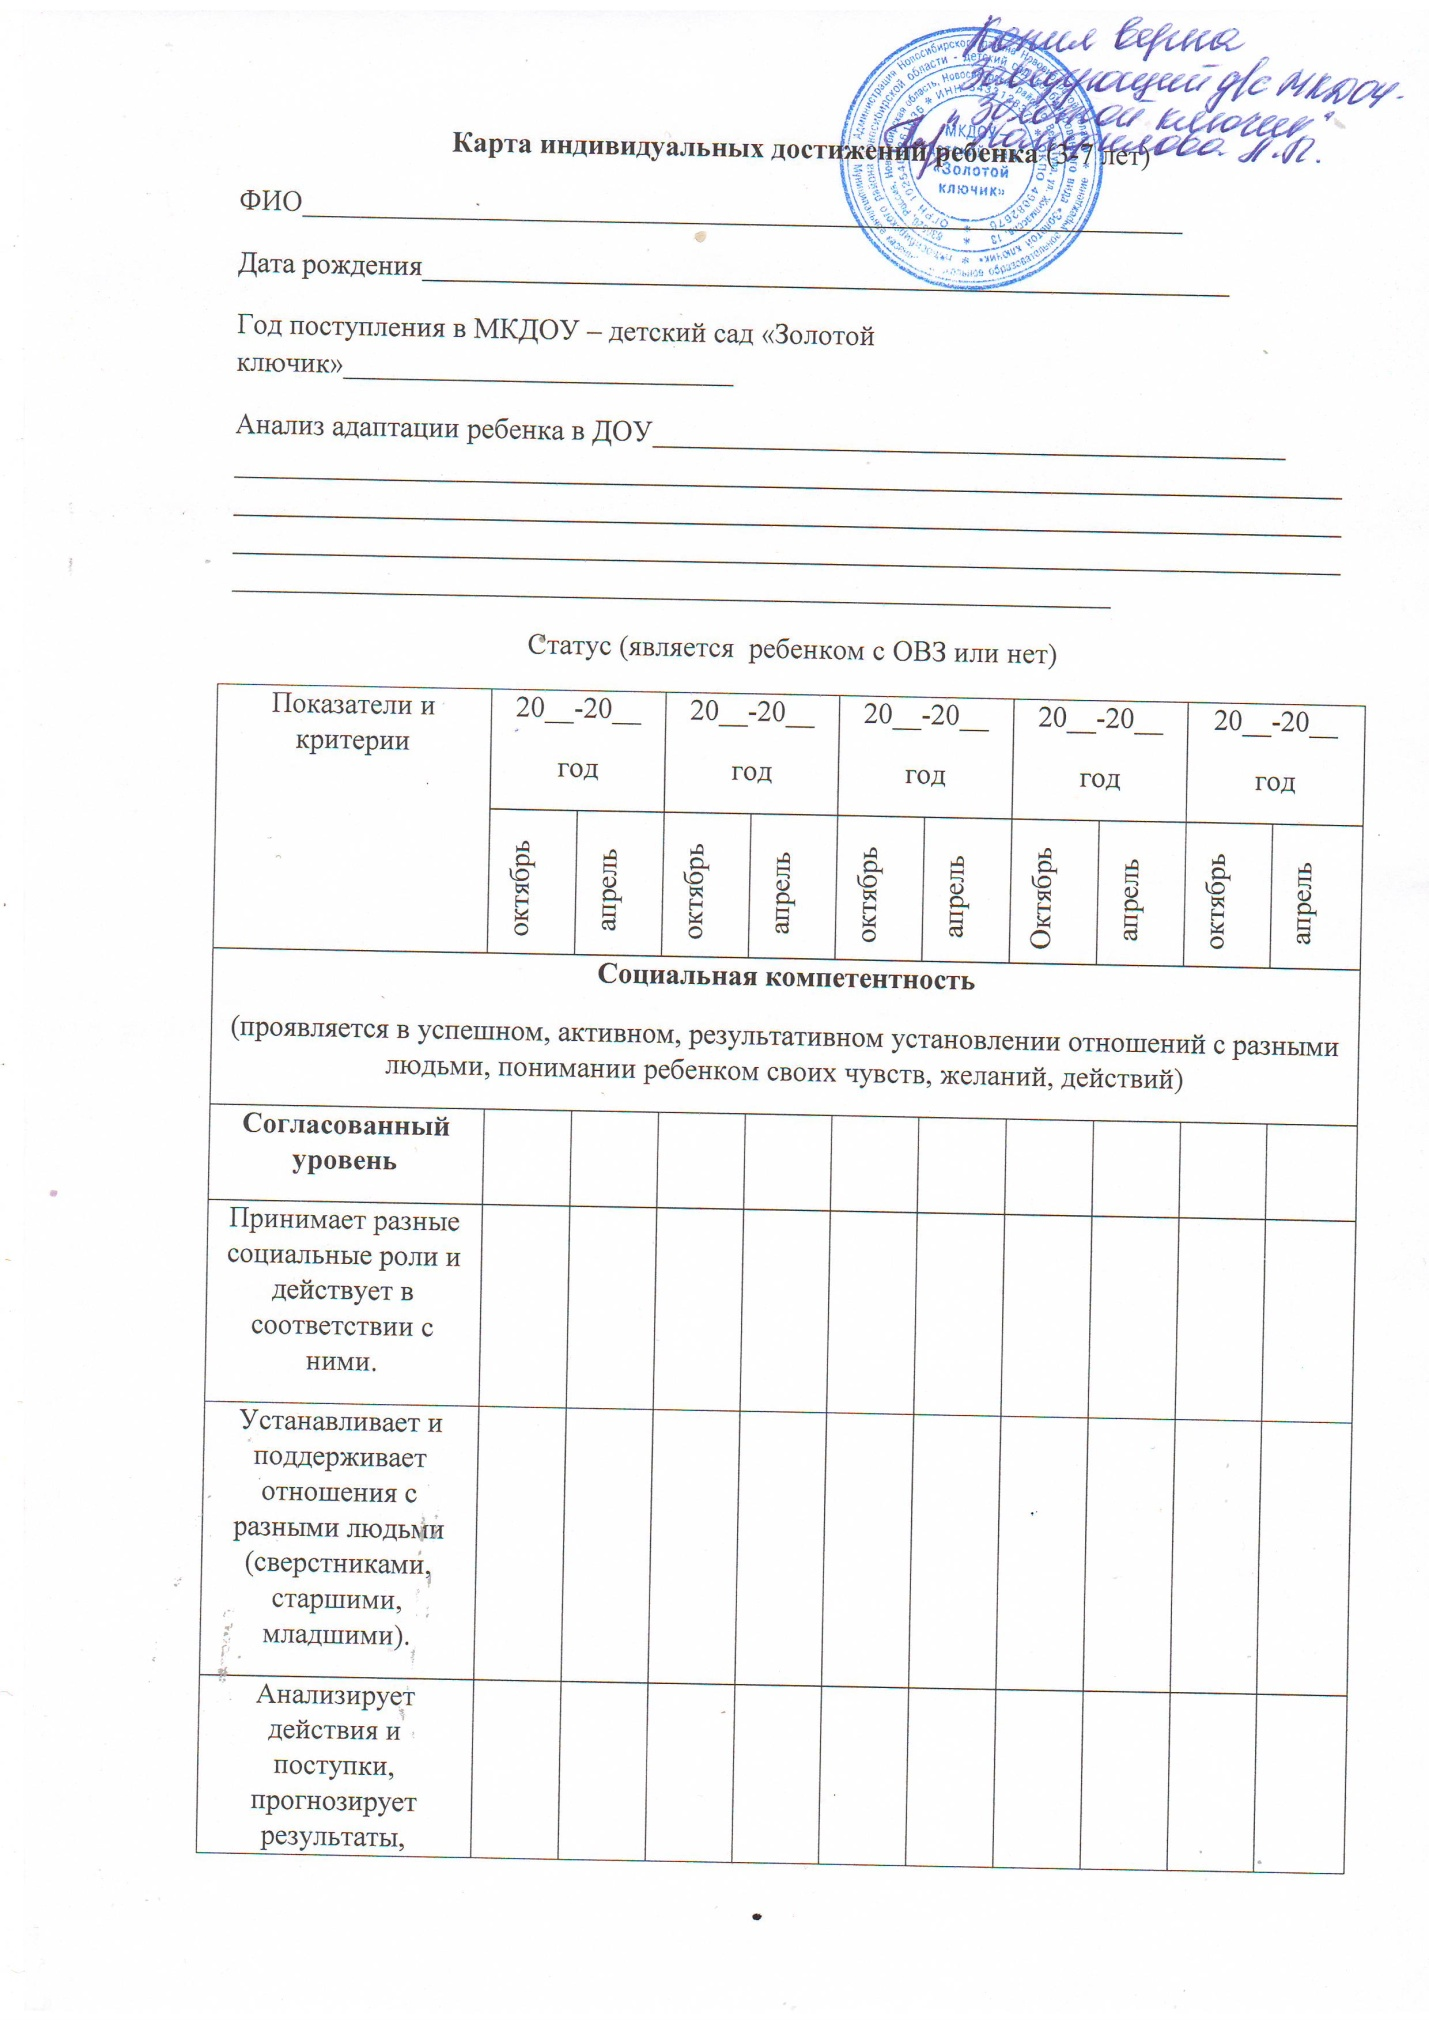 Копия верна
Заведующий д/с МКДОУ-
"Золотой ключик"
МКДОУ
«Золотой
ключик»
Карта индивидуальных достижений ребенка (3-7 лет)
ФИО
Дата рождения
Год поступления в МКДОУ – детский сад «Золотой
ключик»
Анализ адаптации ребенка в ДОУ
Статус (является ребенком с ОВЗ или нет)
Показатели и
критерии
20__-20__ 20__-20__ 20__-20__ 20__-20__ 20__-20__
год год год год год
октябрь апрель октябрь апрель октябрь апрель Октябрь апрель октябрь апрель
Социальная компетентность
(проявляется в успешном, активном, результативном установлении отношений с разными
людьми, понимании ребенком своих чувств, желаний, действий)
Согласованный
уровень
Принимает разные
социальные роли и
действует в
соответствии с
ними.
Устанавливает и
поддерживает
отношения с
разными людьми
(сверстниками,
старшими,
младшими).
Анализирует
действия и
поступки,
прогнозирует
результаты,